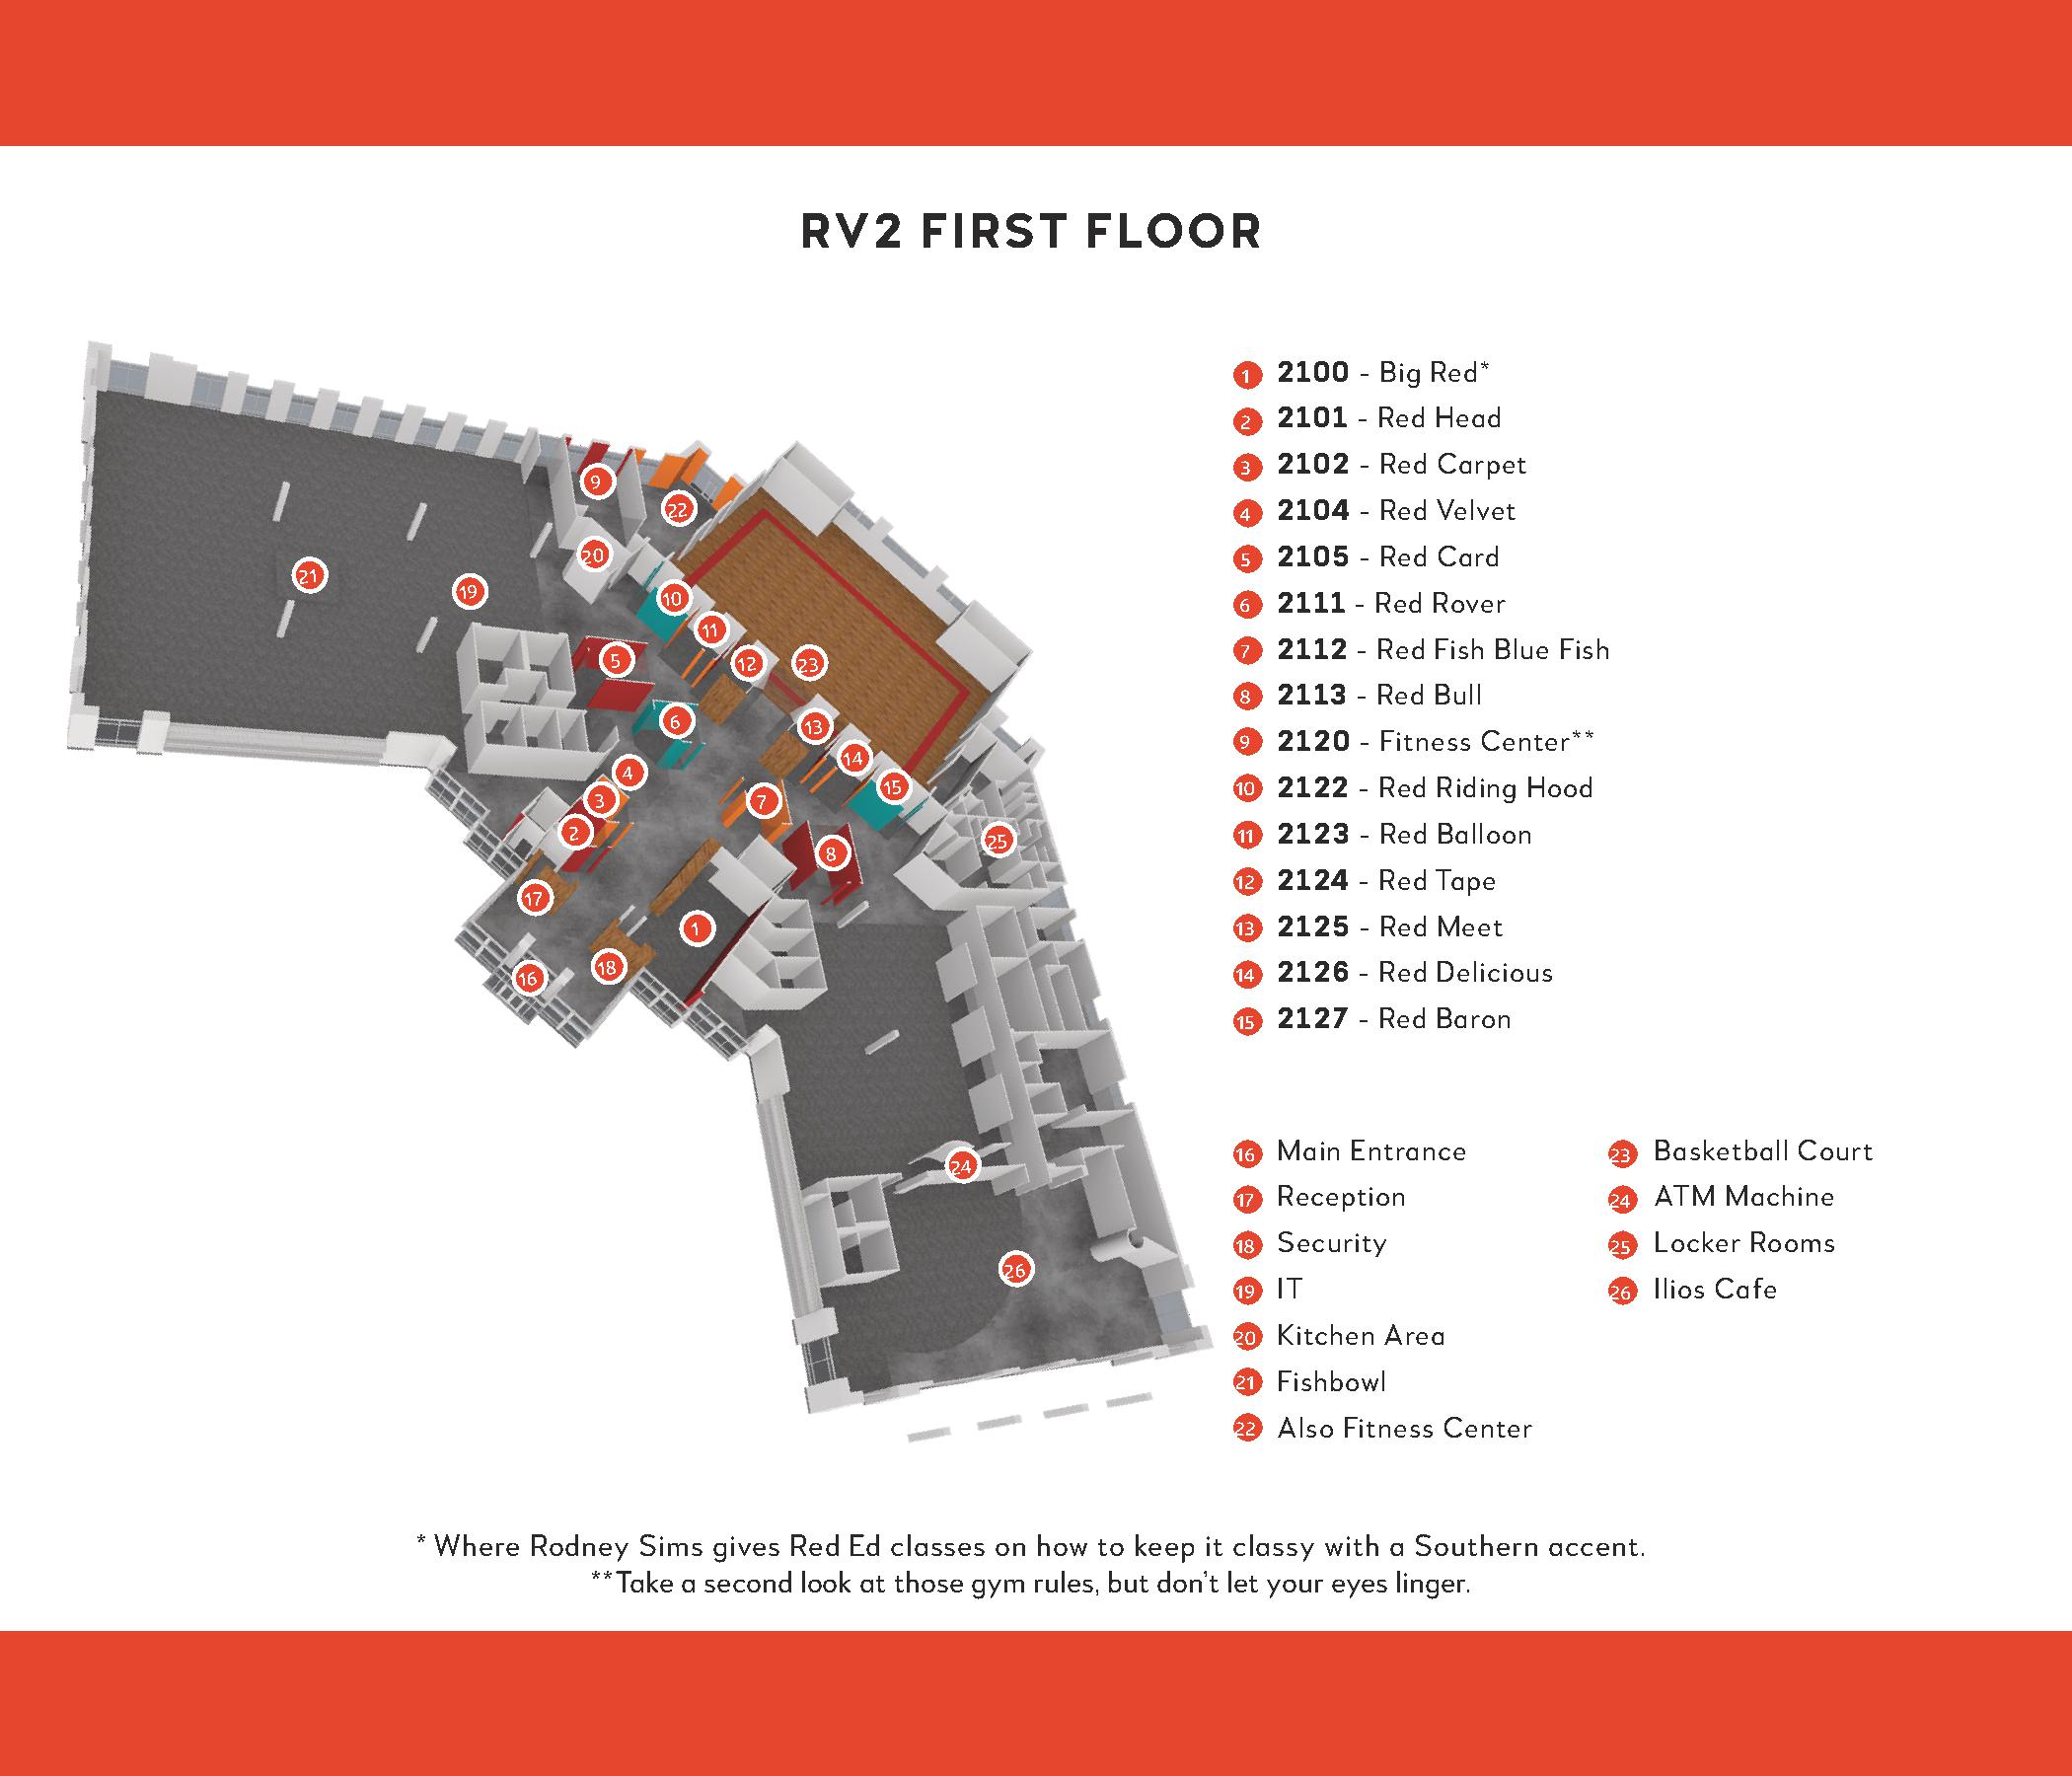 RV2 FIRST FLOOR
1 2100 - Big Red*
2 2101 - Red Head
3 2102 - Red Carpet
4 2104 - Red Velvet
5 2105 - Red Card
6 2111 - Red Rover
7 2112 - Red Fish Blue Fish
8 2113 - Red Bull
9 2120 - Fitness Center**
10 2122 - Red Riding Hood
11 2123 - Red Balloon
12 2124 - Red Tape
13 2125 - Red Meet
14 2126 - Red Delicious
15 2127 - Red Baron
16 Main Entrance
17 Reception
18 Security
19 IT
20 Kitchen Area
21 Fishbowl
22 Also Fitness Center
23 Basketball Court
24 ATM Machine
25 Locker Rooms
26 Ilios Cafe
9
22
20
21
19
10
11
5
12
23
6
13
4
14
3
15
7
2
25
8
17
1
18
16
24
26
* Where Rodney Sims gives Red Ed classes on how to keep it classy with a Southern accent.
**Take a second look at those gym rules, but don't let your eyes linger.